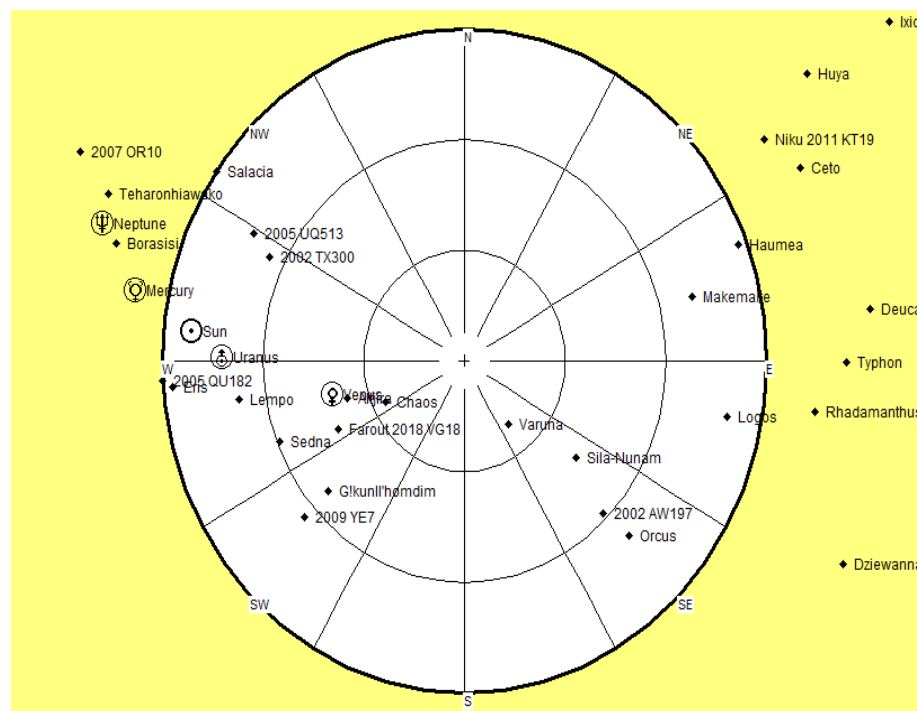 N
Ixio
Huya
NW
NE
Niku 2011 KT19
2007 OR10
Salacia
Ceto
Teharonhiawako
Neptune
2005 UQ513
Borasisi
Haumea
2002 TX300
Mercury
Makemake
Deuca
Sun
Uranus
Typhon
W
E
2005 QU182
Eris
Lempo
Venus
Altjira
Chaos
Rhadamanthus
Logos
Varuna
Farout 2018 VG18
Sedna
Sila-Nunam
G!kunll'homdim
2009 YE7
2002 AW197
Orcus
Dziewanna
SW
SE
S